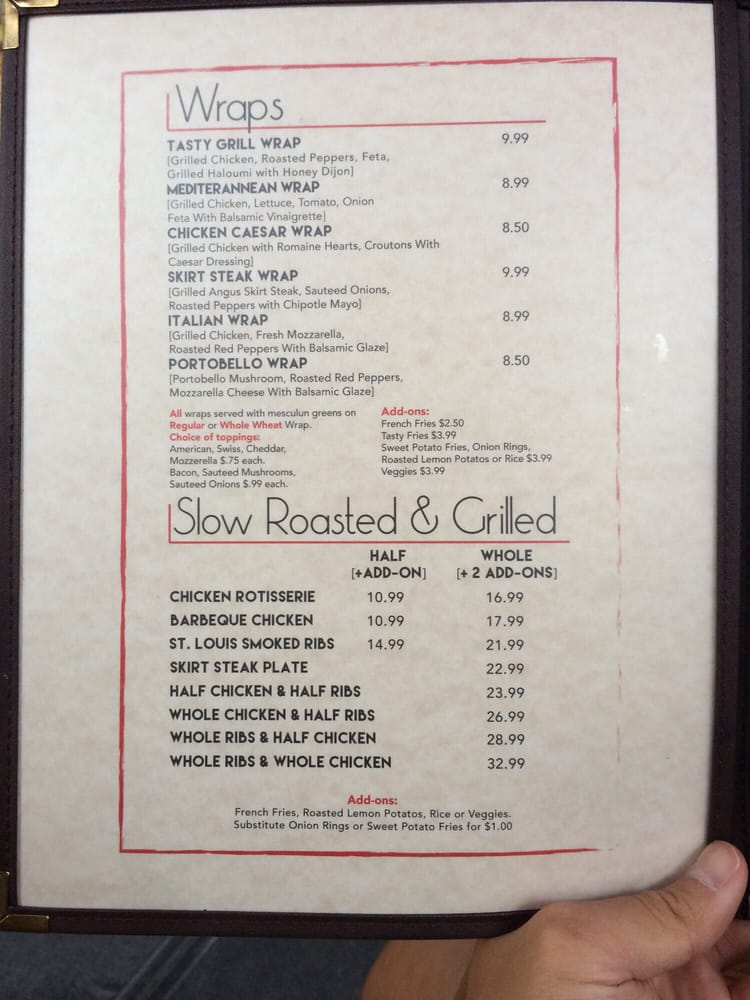 Wraps
TASTY GRILL WRAP 9.99
[Grilled Chicken, Roasted Peppers, Feta,
Grilled Haloumi with Honey Dijon]
MEDITERANNEAN WRAP 8.99
[Grilled Chicken, Lettuce, Tomato, Onion
Feta With Balsamic Vinaigrette]
CHICKEN CAESAR WRAP 8.50
[Grilled Chicken with Romaine Hearts, Croutons With
Caesar Dressing]
SKIRT STEAK WRAP 9.99
[Grilled Angus Skirt Steak, Sauteed Onions,
Roasted Peppers with Chipotle Mayo]
ITALIAN WRAP 8.99
[Grilled Chicken, Fresh Mozzarella,
Roasted Red Peppers With Balsamic Glaze]
PORTOBELLO WRAP 8.50
[Portobello Mushroom, Roasted Red Peppers,
Mozzarella Cheese With Balsamic Glaze]
All wraps served with mesculun greens on
Regular or Whole Wheat Wrap.
Choice of toppings:
American, Swiss, Cheddar,
Mozzerella $.75 each.
Bacon, Sauteed Mushrooms,
Sauteed Onions $.99 each.
Add-ons:
French Fries $2.50
Tasty Fries $3.99
Sweet Potato Fries, Onion Rings,
Roasted Lemon Potatos or Rice $3.99
Veggies $3.99
Slow Roasted & Grilled
HALF WHOLE
[+ADD-ON] [+ 2 ADD-ONS]
CHICKEN ROTISSERIE 10.99 16.99
BARBEQUE CHICKEN 10.99 17.99
ST. LOUIS SMOKED RIBS 14.99 21.99
SKIRT STEAK PLATE 22.99
HALF CHICKEN & HALF RIBS 23.99
WHOLE CHICKEN & HALF RIBS 26.99
WHOLE RIBS & HALF CHICKEN 28.99
WHOLE RIBS & WHOLE CHICKEN 32.99
Add-ons:
French Fries, Roasted Lemon Potatos, Rice or Veggies.
Substitute Onion Rings or Sweet Potato Fries for $1.00